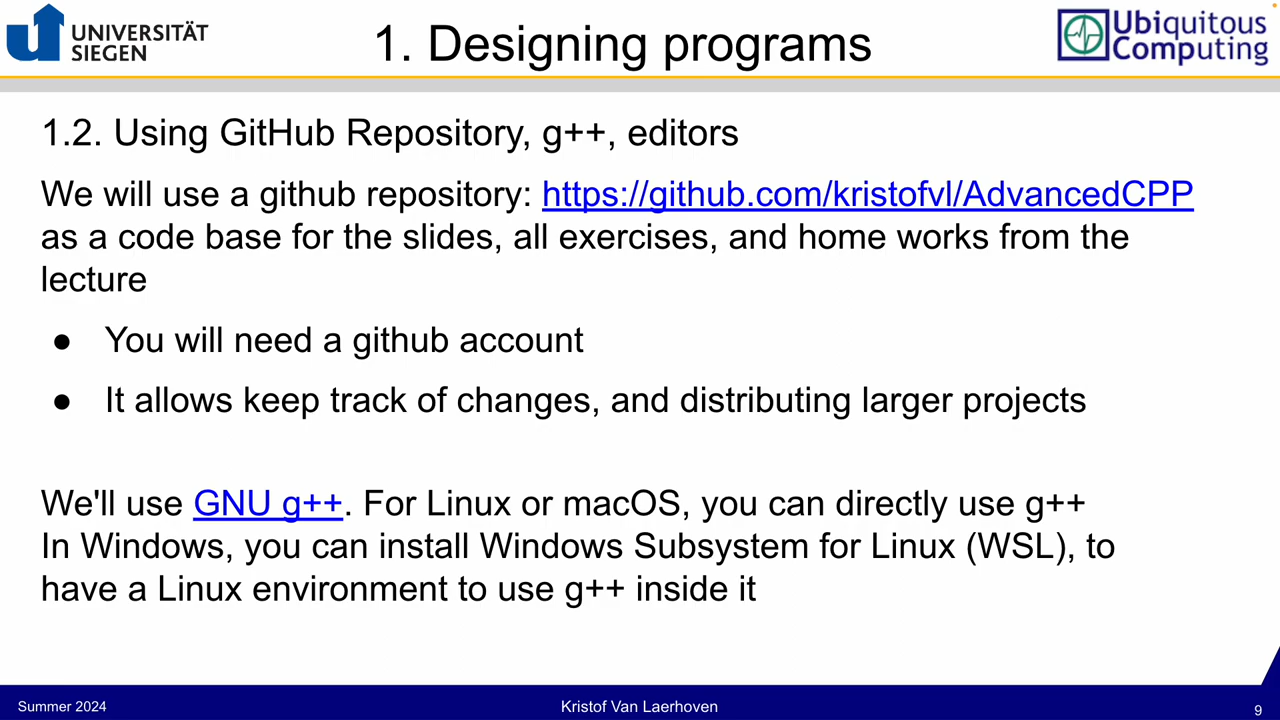 UNIVERSITÄT
SIEGEN
1. Designing programs
Ubiquitous
Computing
1.2. Using GitHub Repository, g++, editors
We will use a github repository: https://github.com/kristofvl/AdvancedCPP
as a code base for the slides, all exercises, and home works from the
lecture
● You will need a github account
● It allows keep track of changes, and distributing larger projects
We'll use GNU g++. For Linux or macOS, you can directly use g++
In Windows, you can install Windows Subsystem for Linux (WSL), to
have a Linux environment to use g++ inside it
Summer 2024
Kristof Van Laerhoven
9